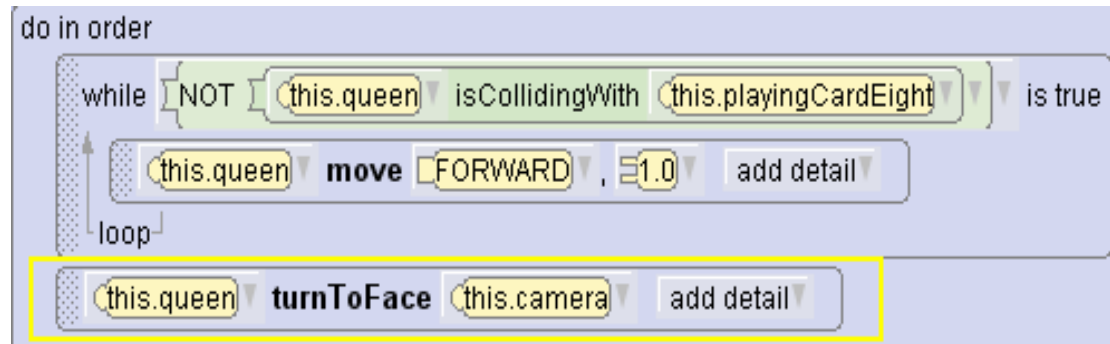 do in order
while NOT this.queen isCollidingWith this.playingCardEight is true
this.queen move FORWARD , 1.0 add detail
loop
this.queen turnToFace this.camera add detail